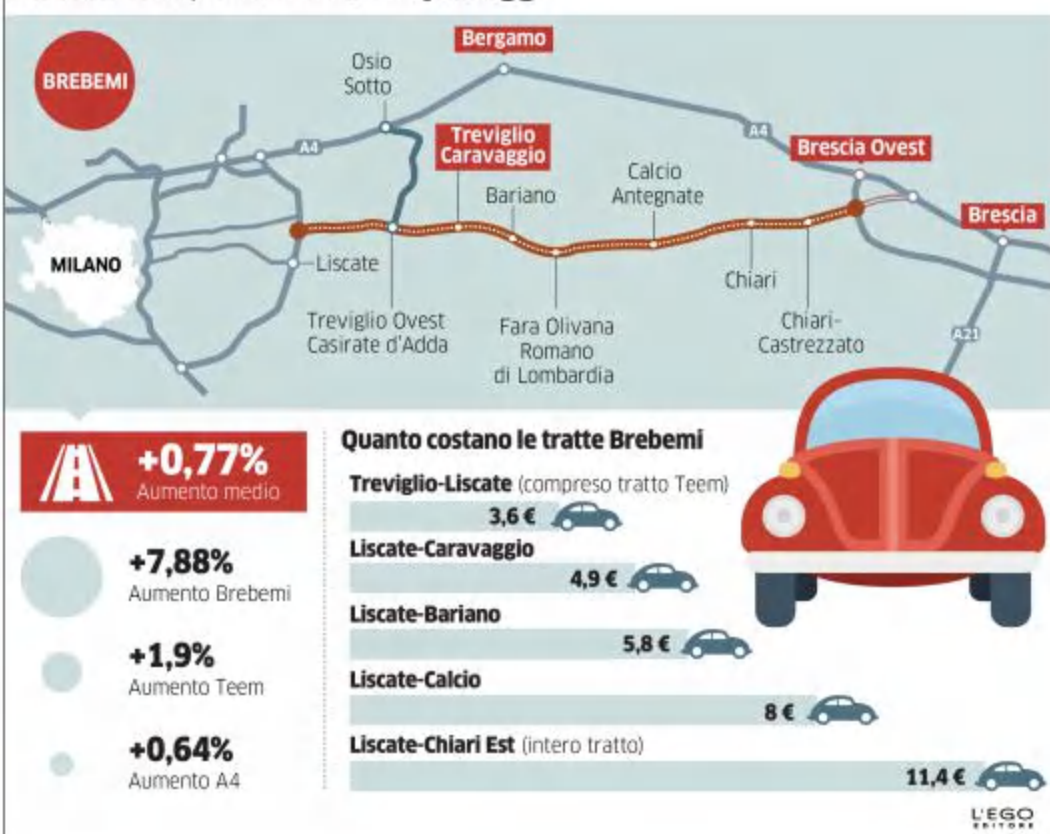 BREBEMI
Bergamo
Osio
Sotto
A4
A4
Treviglio
Caravaggio
Brescia Ovest
Calcio
Antegnate
Bariano
Brescia
MILANO
Liscate
Chiari
Treviglio Ovest
Casirate d'Adda
Fara Olivana
Romano
di Lombardia
Chiari-
Castrezzato
A21
+0,77%
Aumento medio
+7,88%
Aumento Brebemi
+1,9%
Aumento Teem
+0,64%
Aumento A4
Quanto costano le tratte Brebemi
Treviglio-Liscate (compreso tratto Teem)
3,6 €
Liscate-Caravaggio
4,9 €
Liscate-Bariano
5,8 €
Liscate-Calcio
8 €
Liscate-Chiari Est (intero tratto)
11,4 €
L'EGO
EDITORE